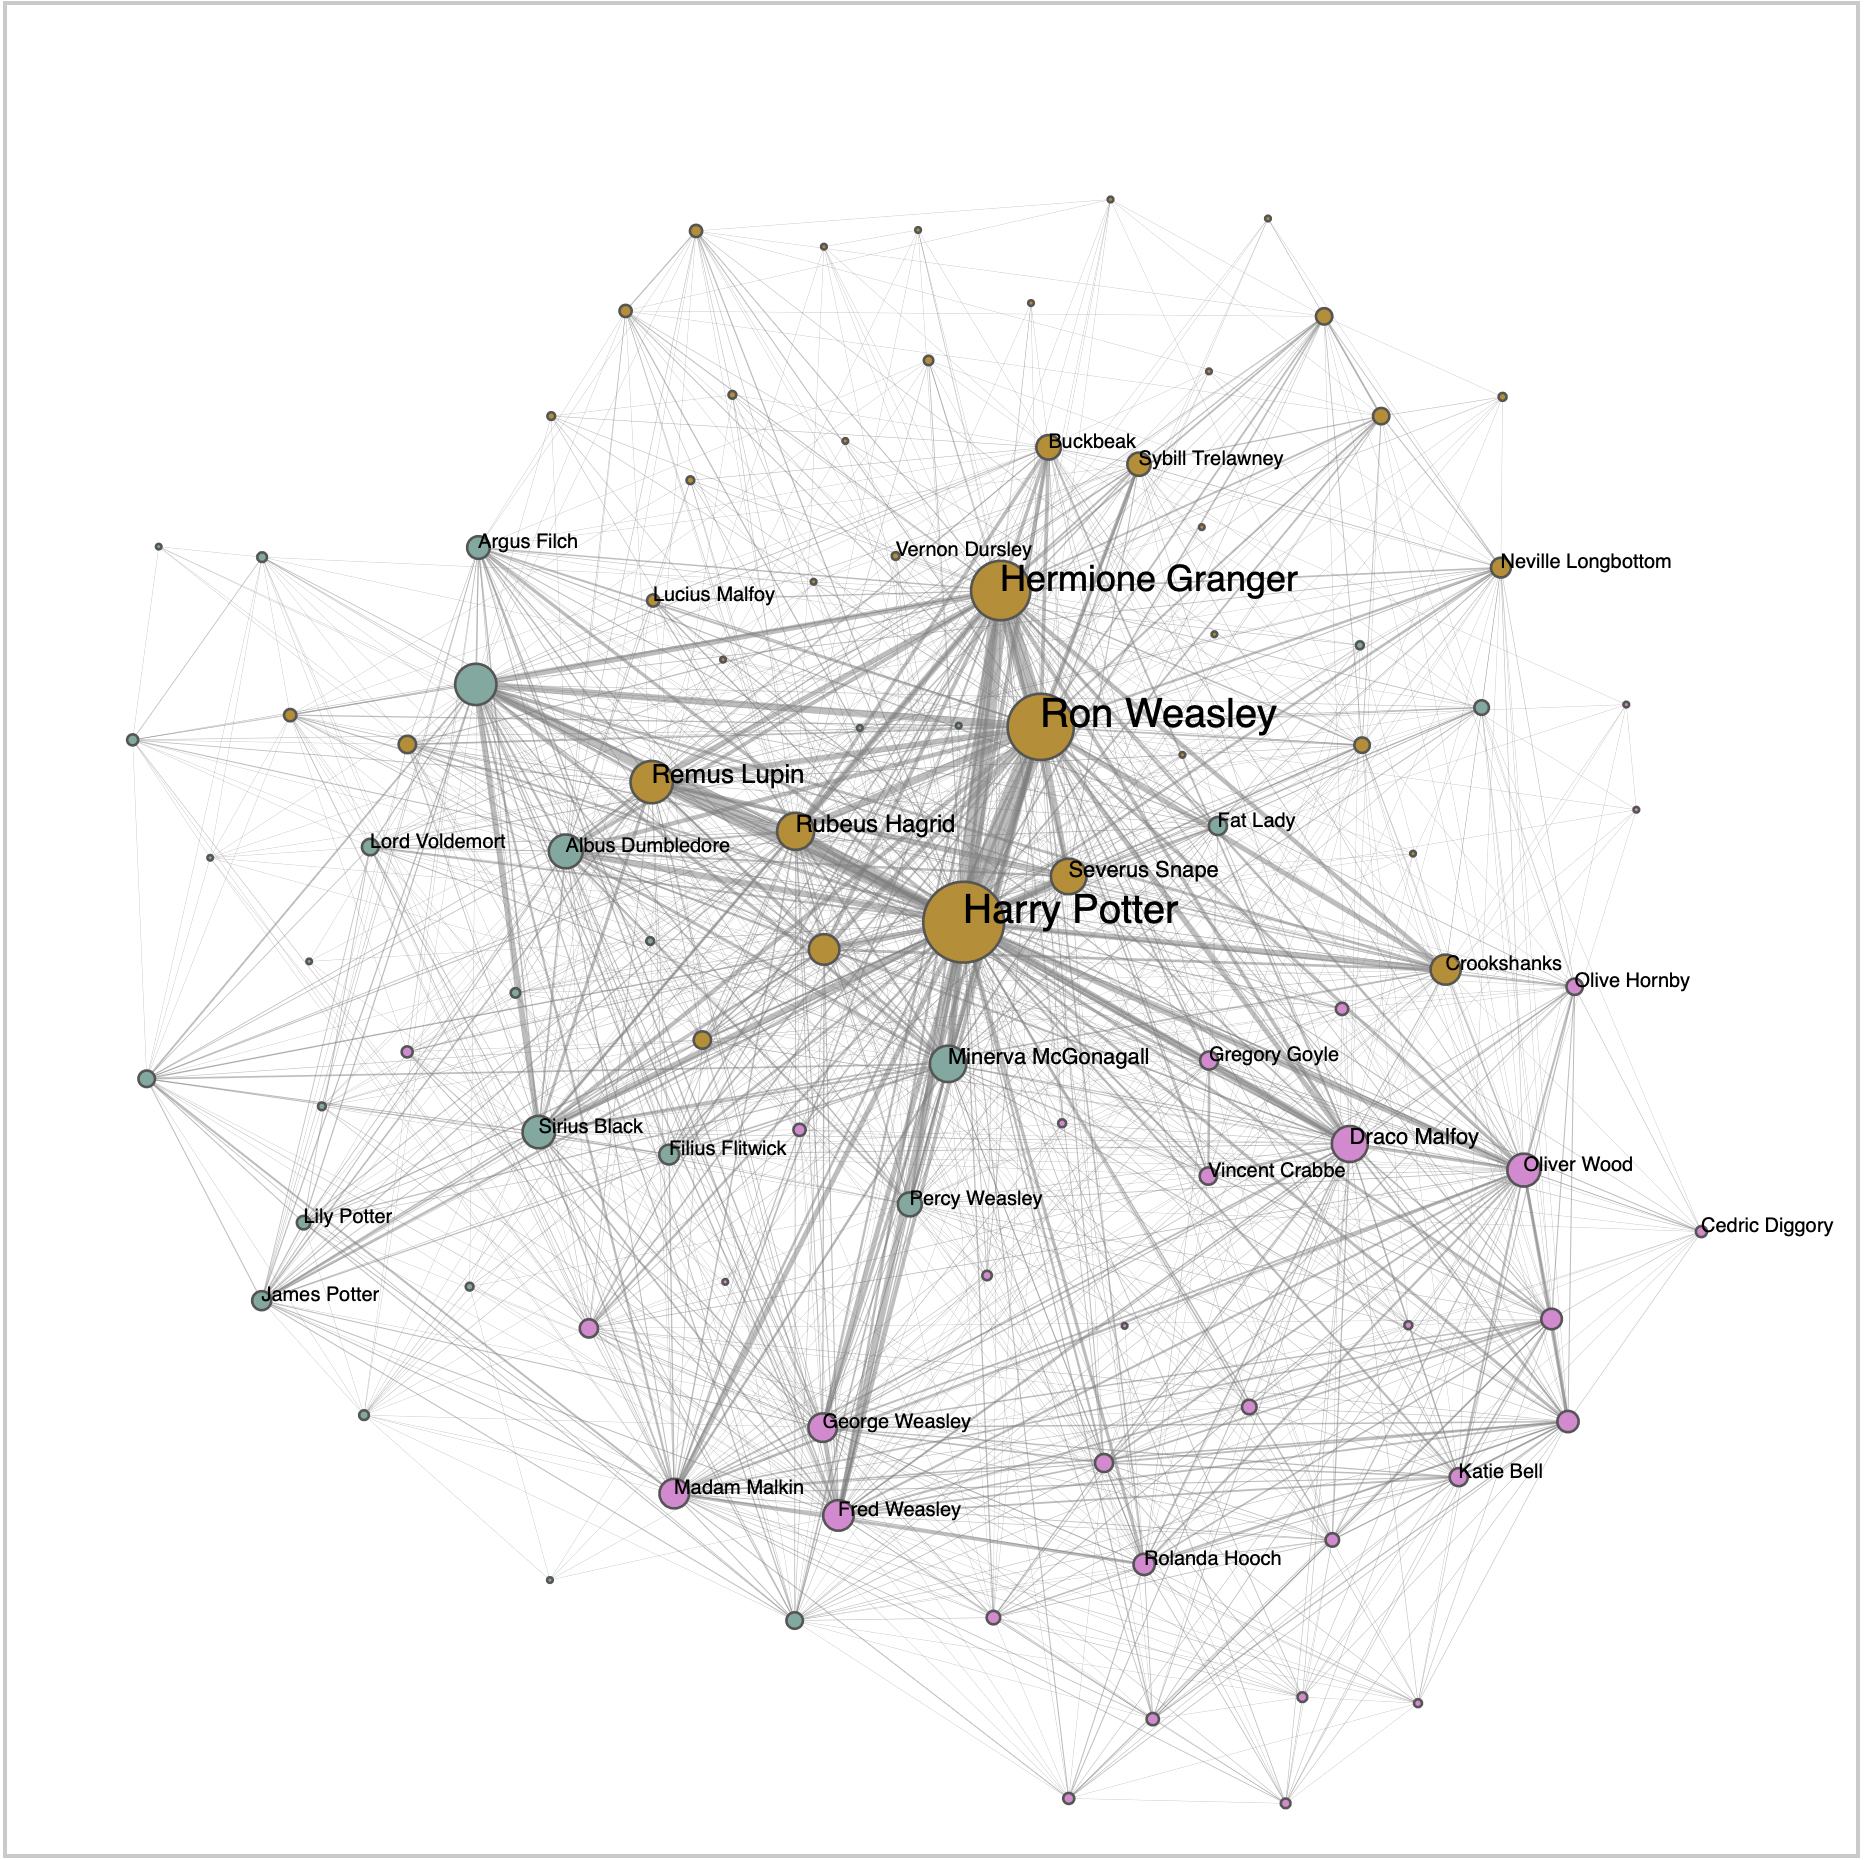 Buckbeak
Sybill Trelawney
Argus Filch
Vernon Dursley
Neville Longbottom
Hermione Granger
Lucius Malfoy
Ron Weasley
Remus Lupin
Fat Lady
Rubeus Hagrid
Lord Voldemort
Albus Dumbledore
Severus Snape
Harry Potter
Crookshanks
Olive Hornby
Gregory Goyle
Minerva McGonagall
Sirius Black
Draco Malfoy
Filius Flitwick
Oliver Wood
Vincent Crabbe
Percy Weasley
Lily Potter
Cedric Diggory
James Potter
George Weasley
Katie Bell
Madam Malkin
Fred Weasley
Rolanda Hooch